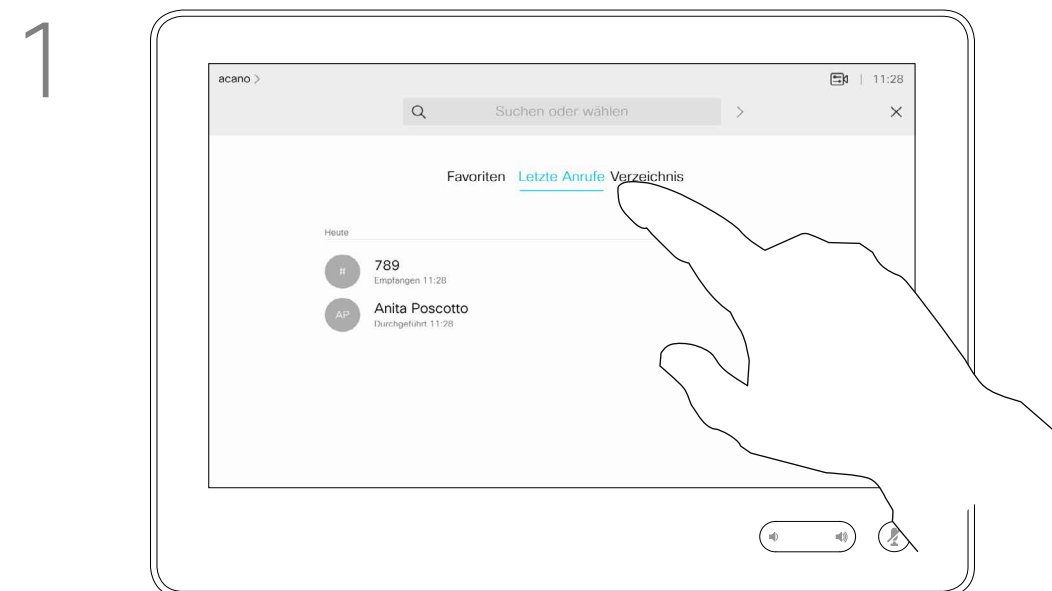 1
acano >
| 11:28
Suchen oder wählen >
Favoriten Letzte Anrufe Verzeichnis
Heute
#
789
Empfangen 11:28
AP
Anita Poscotto
Durchgeführt 11:28